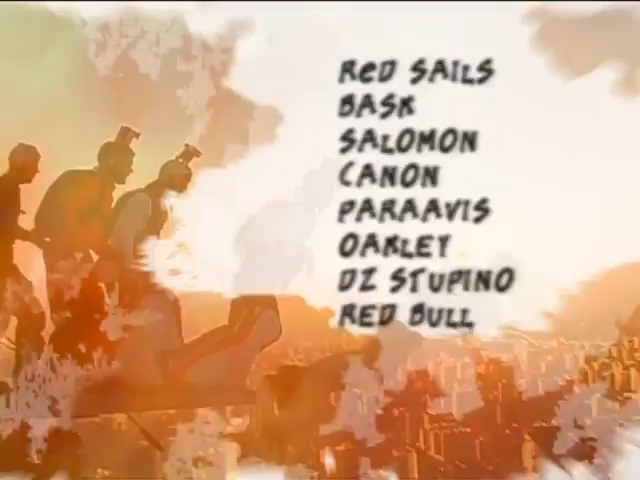 RED SAILS
BASK
SALOMON
CANON
PARAAVIS
OAKLEY
DZ STUPINO
RED BULL